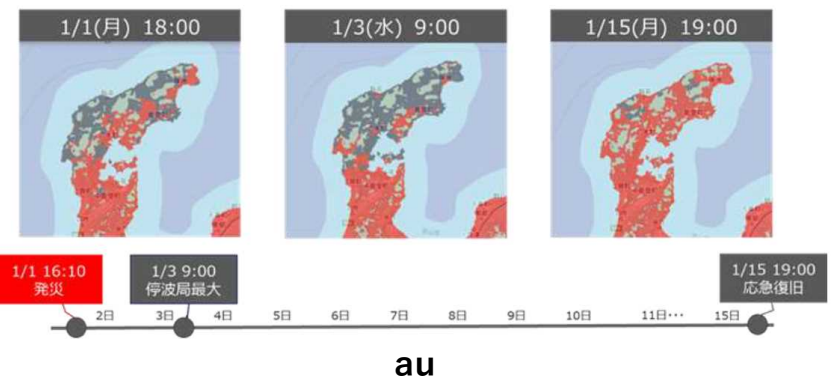 1/1(月) 18:00
1/3(水) 9:00
1/15(月) 19:00
1/1 16:10
発災
1/3 9:00
停波局最大
1/15 19:00
応急復旧
2日
3日
4日
5日
6日
7日
8日
9日
10日
11日･･･
15日
au